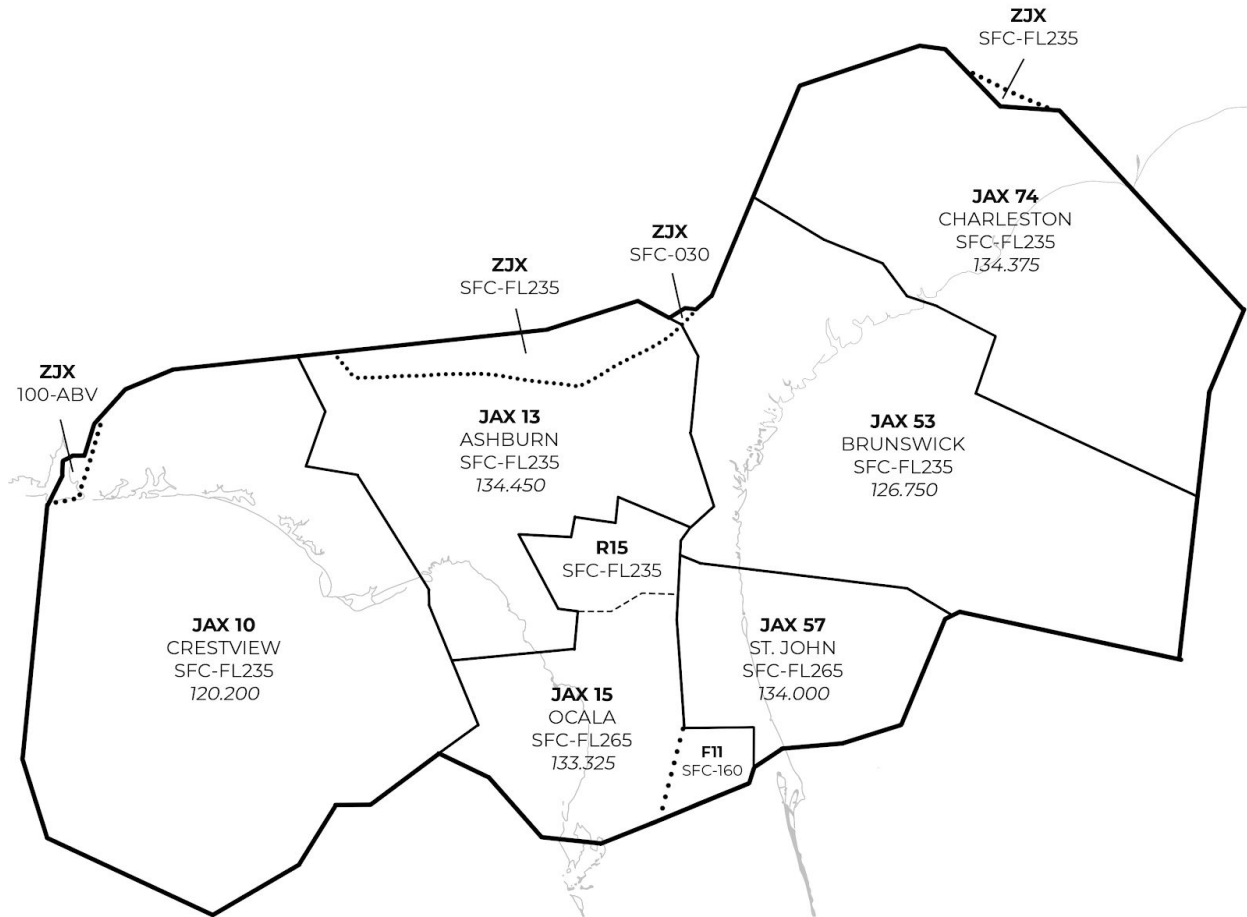 ZJX
SFC-FL235
ZJX
SFC-030
ZJX
SFC-FL235
ZJX
100-ABV
JAX 74
CHARLESTON
SFC-FL235
134.375
JAX 13
ASHBURN
SFC-FL235
134.450
JAX 53
BRUNSWICK
SFC-FL235
126.750
R15
SFC-FL235
JAX 10
CRESTVIEW
SFC-FL235
120.200
JAX 57
ST. JOHN
SFC-FL265
134.000
JAX 15
OCALA
SFC-FL265
133.325
F11
SFC-160